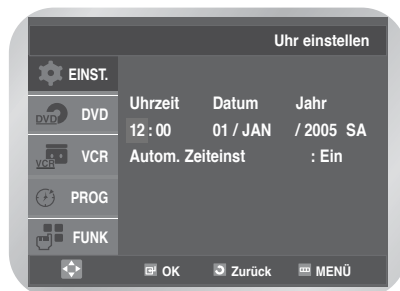 Uhr einstellen
EINST.
DVD DVD
VCR VCR
PROG
FUNK
Uhrzeit Datum Jahr
12 : 00 01 / JAN / 2005 SA
Autom. Zeiteinst : Ein
OK Zurück MENÜ